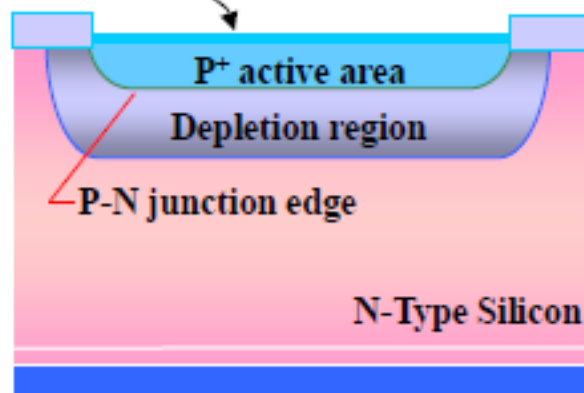 P⁺ active area
Depletion region
P-N junction edge
N-Type Silicon